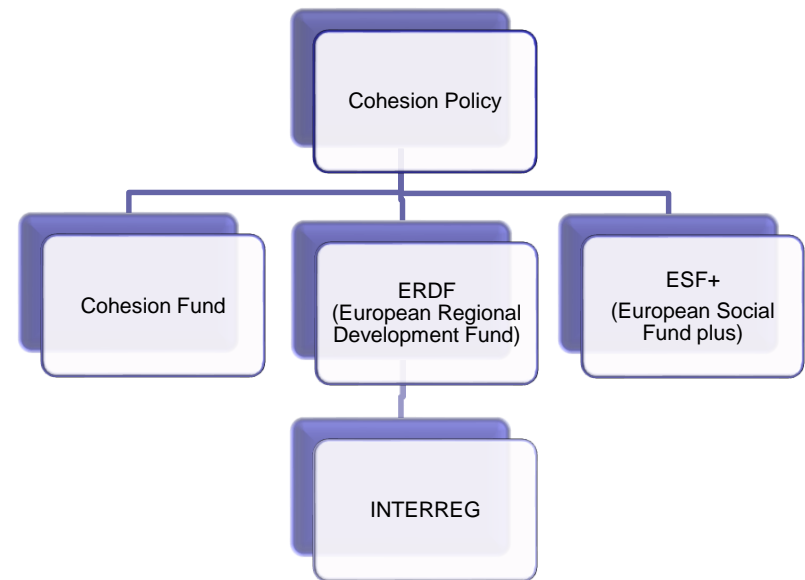 Cohesion Policy
Cohesion Fund
ERDF
(European Regional
Development Fund)
ESF+
(European Social
Fund plus)
INTERREG